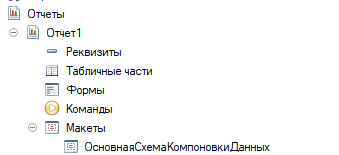 Отчеты
Отчет1
Реквизиты
Табличные части
Формы
Команды
Макеты
ОсновнаяСхемаКомпоновкиДанных